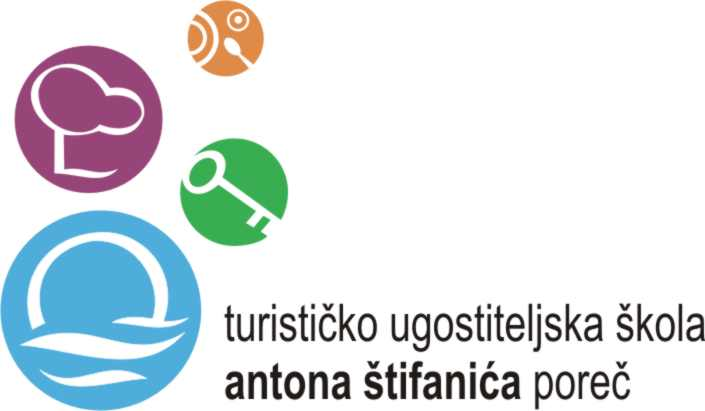 turističko ugostiteljska škola
antona štifanića poreč